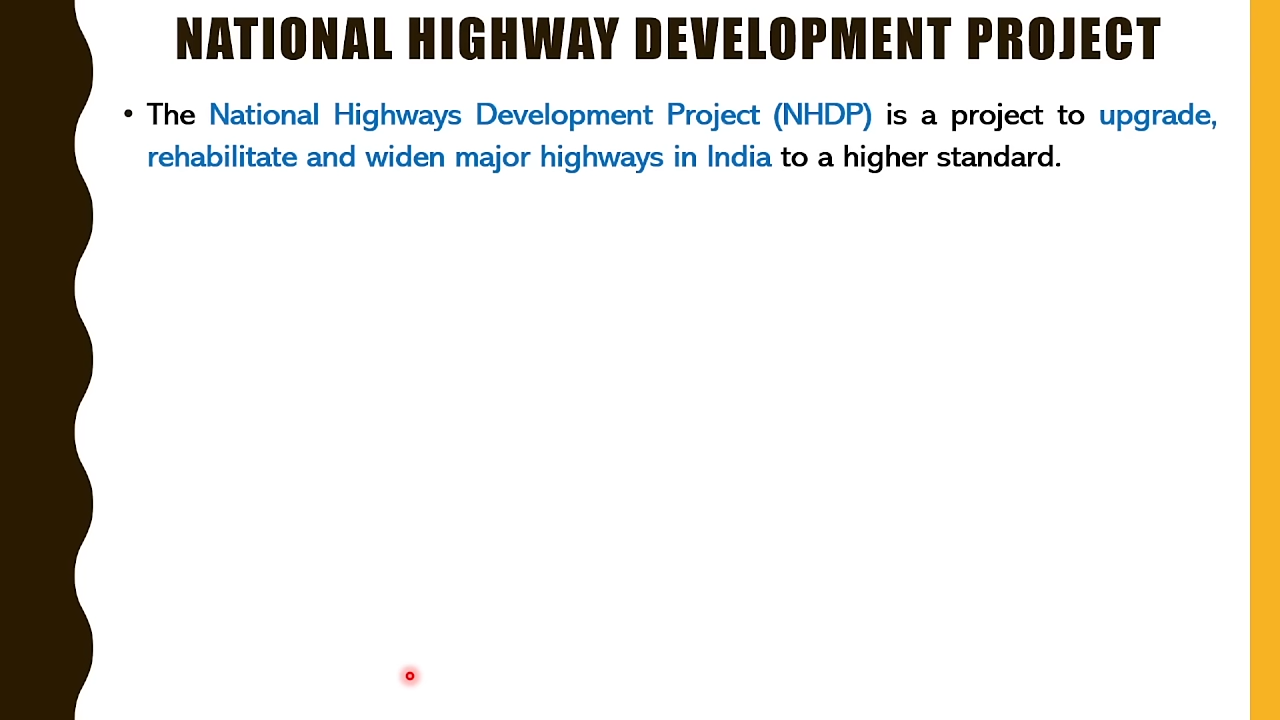 NATIONAL HIGHWAY DEVELOPMENT PROJECT
• The National Highways Development Project (NHDP) is a project to upgrade,
rehabilitate and widen major highways in India to a higher standard.